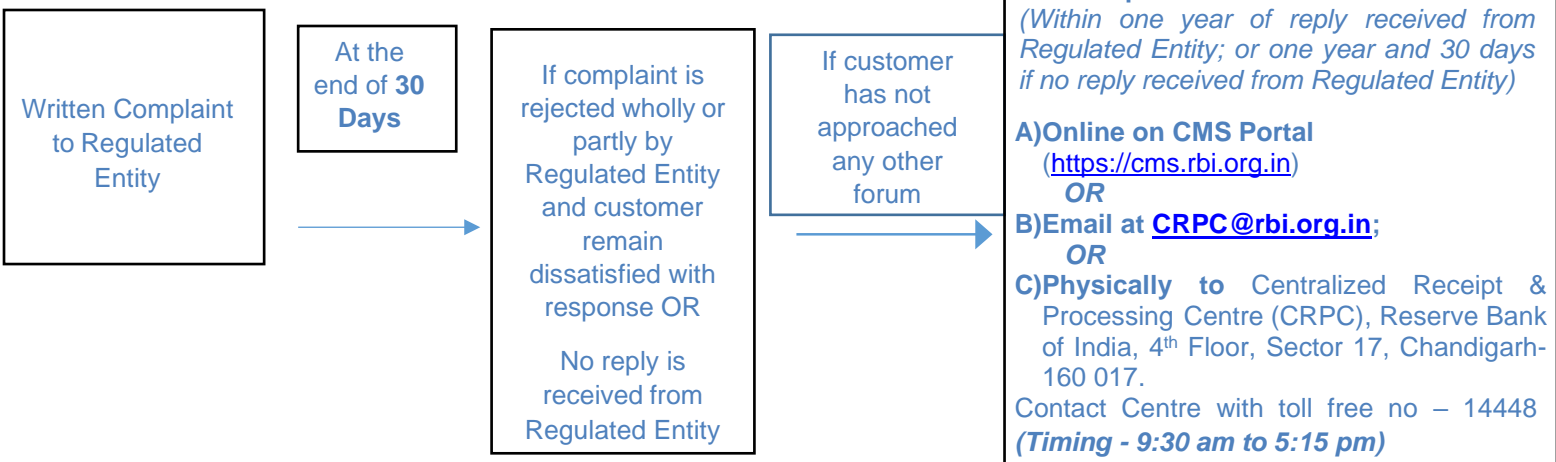 Written Complaint
to Regulated
Entity
At the
end of 30
Days
If complaint is
rejected wholly or
partly by
Regulated Entity
and customer
remain
dissatisfied with
response OR
No reply is
received from
Regulated Entity
If customer
has not
approached
any other
forum
(Within one year of reply received from
Regulated Entity; or one year and 30 days
if no reply received from Regulated Entity)
A)Online on CMS Portal
(https://cms.rbi.org.in)
OR
B)Email at CRPC@rbi.org.in;
OR
C)Physically to Centralized Receipt &
Processing Centre (CRPC), Reserve Bank
of India, 4th Floor, Sector 17, Chandigarh-
160 017.
Contact Centre with toll free no – 14448
(Timing - 9:30 am to 5:15 pm)